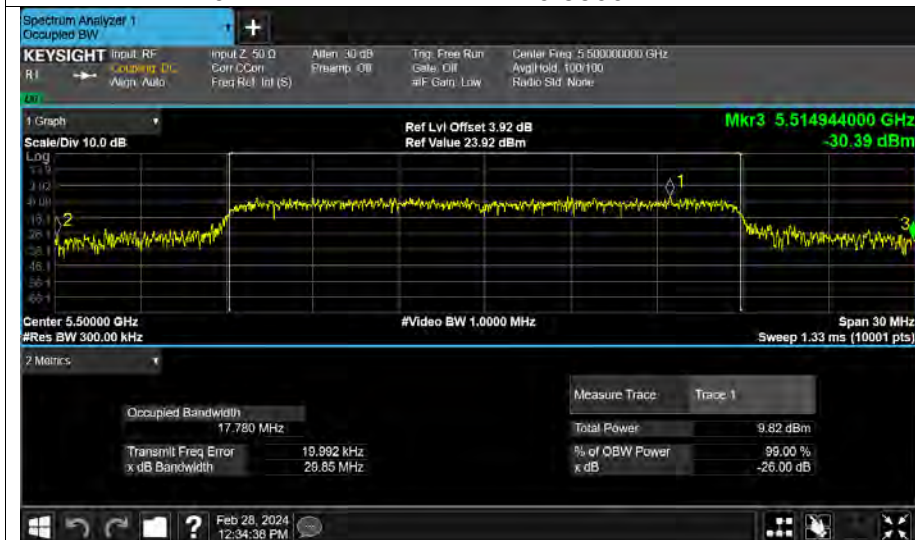 Spectrum Analyzer 1
Occupied BW
KEYSIGHT Input: RF Input Z: 50 Ω Atten: 30 dB Trig: Free Run Center Freq: 5.500000000 GHz
Coupling: DC Corr CCorr Preamp: Off Gate: Off Avg|Hold: 100/100
Align: Auto Freq Ref: Int (S) #IF Gain: Low Radio Std: None
1 Graph
Scale/Div 10.0 dB
Ref Lvl Offset 3.92 dB
Ref Value 23.92 dBm
Mkr3 5.514944000 GHz
-30.39 dBm
Log
1
2
3
Center 5.50000 GHz #Video BW 1.0000 MHz Span 30 MHz
#Res BW 300.00 kHz Sweep 1.33 ms (10001 pts)
2 Metrics
Measure Trace Trace 1
Occupied Bandwidth
17.780 MHz
Total Power 9.82 dBm
Transmit Freq Error 19.992 kHz % of OBW Power 99.00 %
x dB Bandwidth 29.85 MHz x dB -26.00 dB
Feb 28, 2024
12:34:38 PM